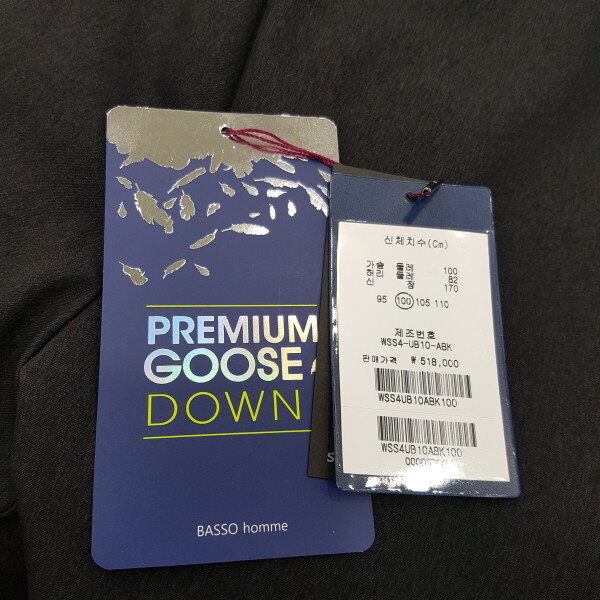 PREMIUM
GOOSE
DOWN
BASSO homme
신체치수(Cm)
가슴 둘레 100
허리 둘레 82
신 장 170
95 100 105 110
제조번호
WSS4-UB10-ABK
판매가격 ₩518,000
WSS4UB10ABK100
WSS4UB10ABK100